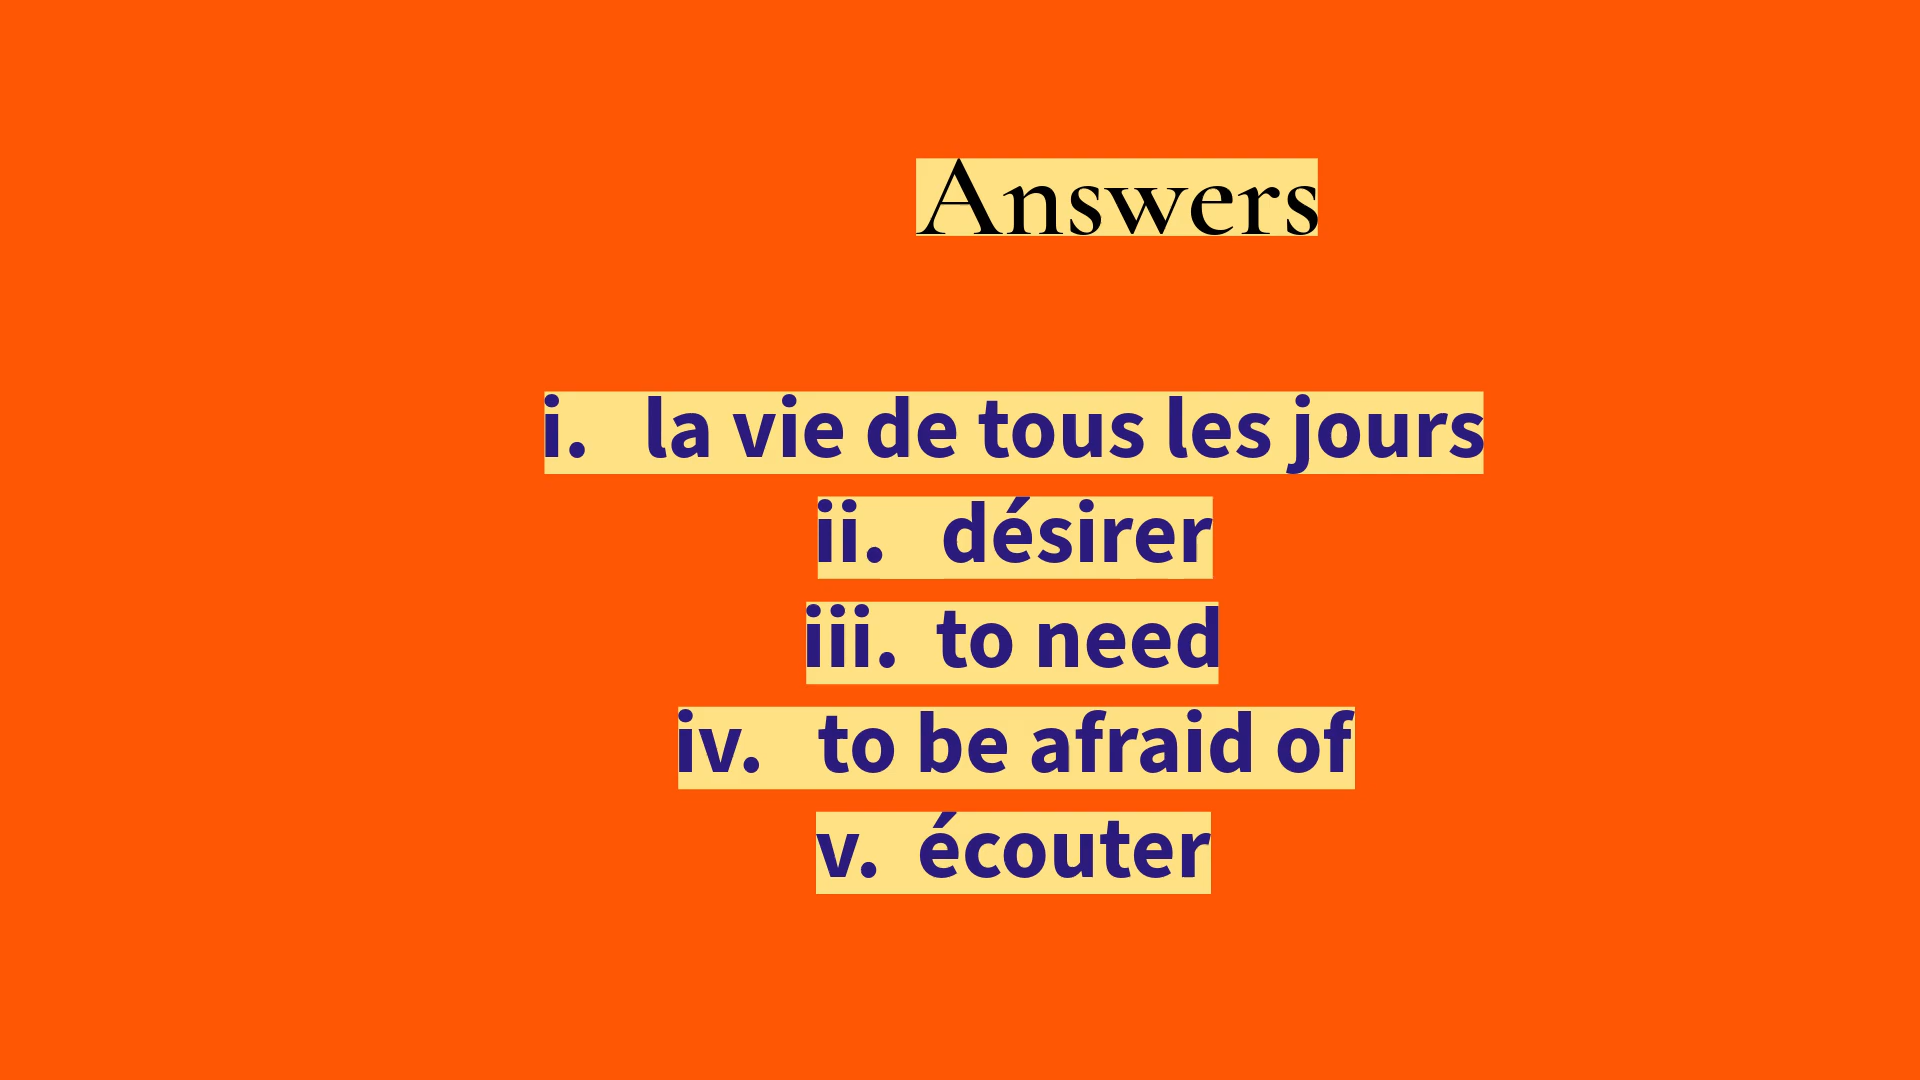 Answers
i. la vie de tous les jours
ii. désirer
iii. to need
iv. to be afraid of
v. écouter